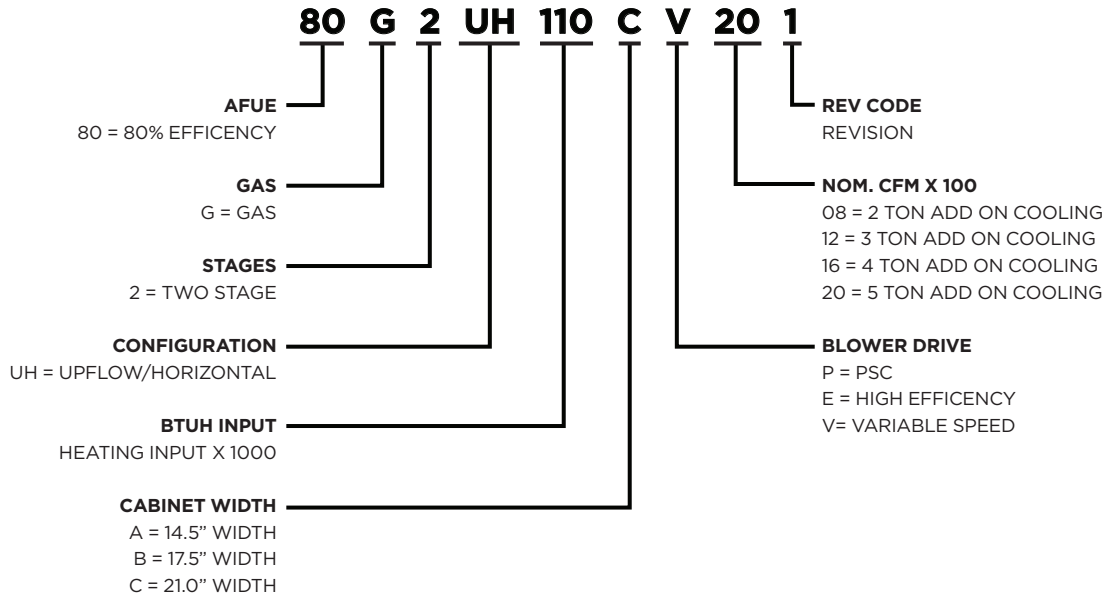 80 G 2 UH 110 C V 20 1
AFUE
80 = 80% EFFICENCY
GAS
G = GAS
STAGES
2 = TWO STAGE
CONFIGURATION
UH = UPFLOW/HORIZONTAL
BTUH INPUT
HEATING INPUT X 1000
CABINET WIDTH
A = 14.5” WIDTH
B = 17.5” WIDTH
C = 21.0” WIDTH
REV CODE
REVISION
NOM. CFM X 100
08 = 2 TON ADD ON COOLING
12 = 3 TON ADD ON COOLING
16 = 4 TON ADD ON COOLING
20 = 5 TON ADD ON COOLING
BLOWER DRIVE
P = PSC
E = HIGH EFFICENCY
V= VARIABLE SPEED